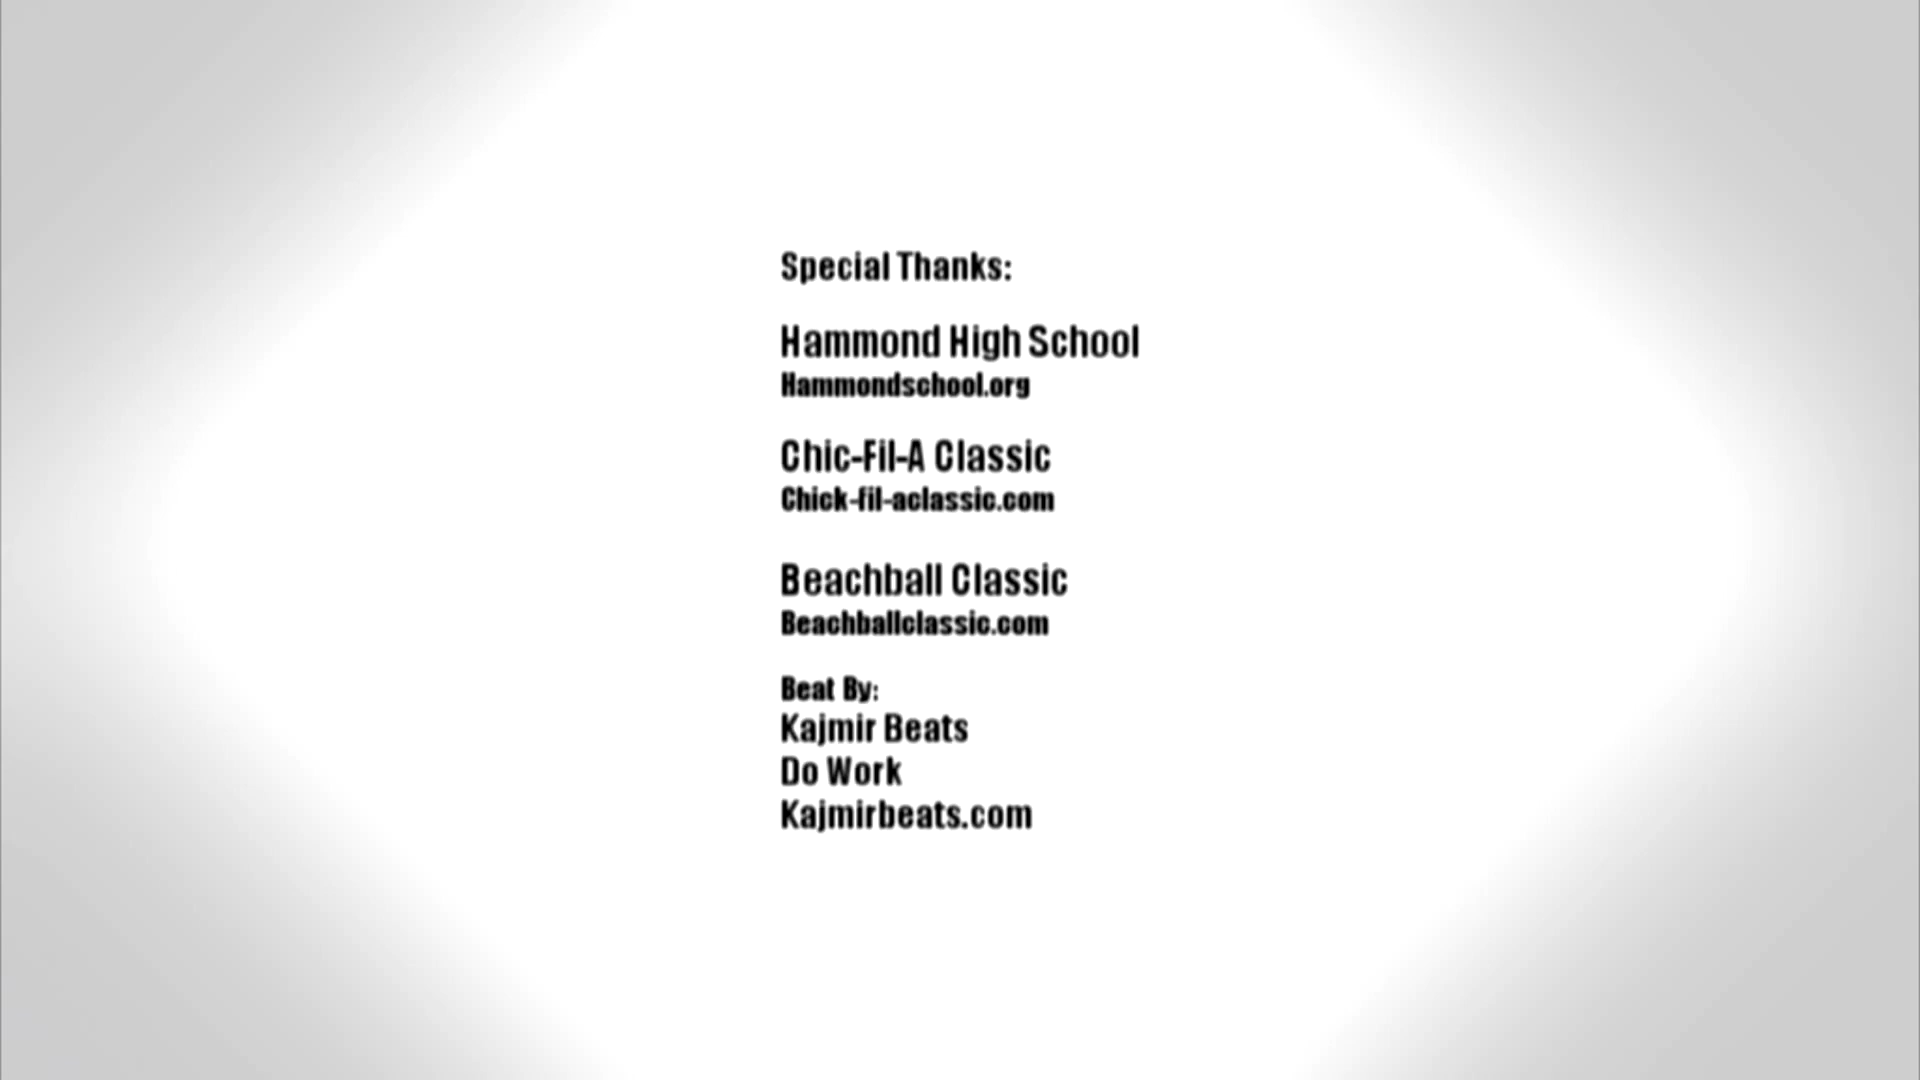 Special Thanks:
Hammond High School
Hammondschool.org
Chic-Fil-A Classic
Chick-fil-aclassic.com
Beachball Classic
Beachballclassic.com
Beat By:
Kajmir Beats
Do Work
Kajmirbeats.com